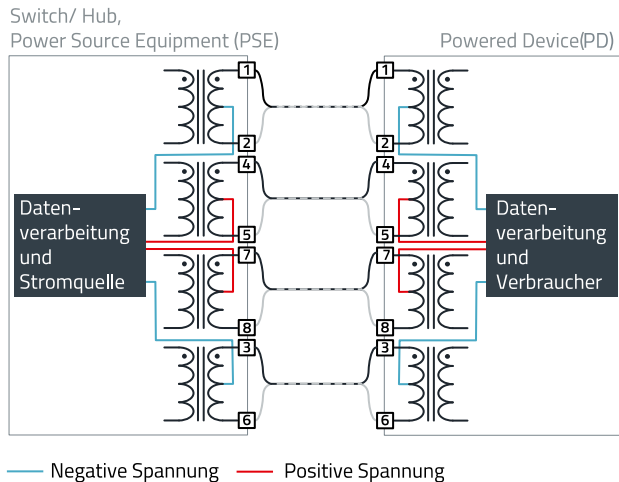 Switch/ Hub,
Power Source Equipment (PSE)
Powered Device(PD)
1
2
4
5
7
8
3
6
1
2
4
5
7
8
3
6
Daten-
verarbeitung
und
Stromquelle
Daten-
verarbeitung
und
Verbraucher
Negative Spannung
Positive Spannung